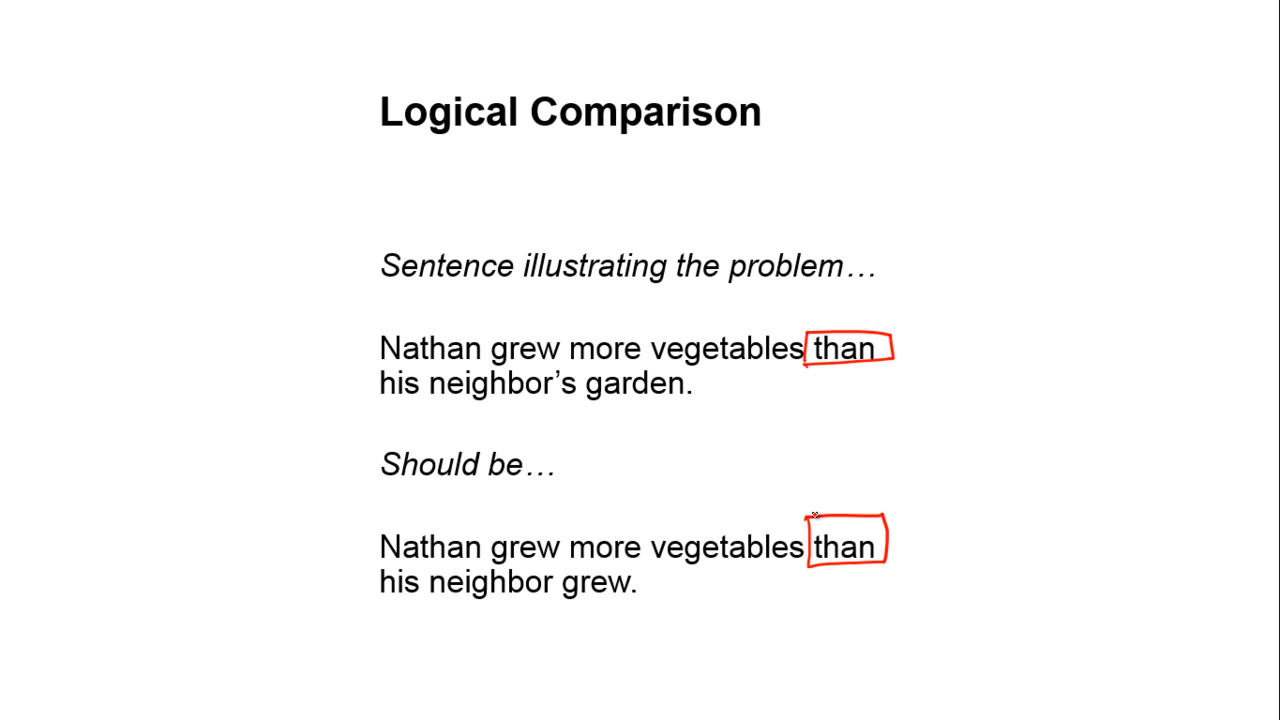 Logical Comparison
Sentence illustrating the problem…
Nathan grew more vegetables than
his neighbor’s garden.
Should be…
Nathan grew more vegetables than
his neighbor grew.